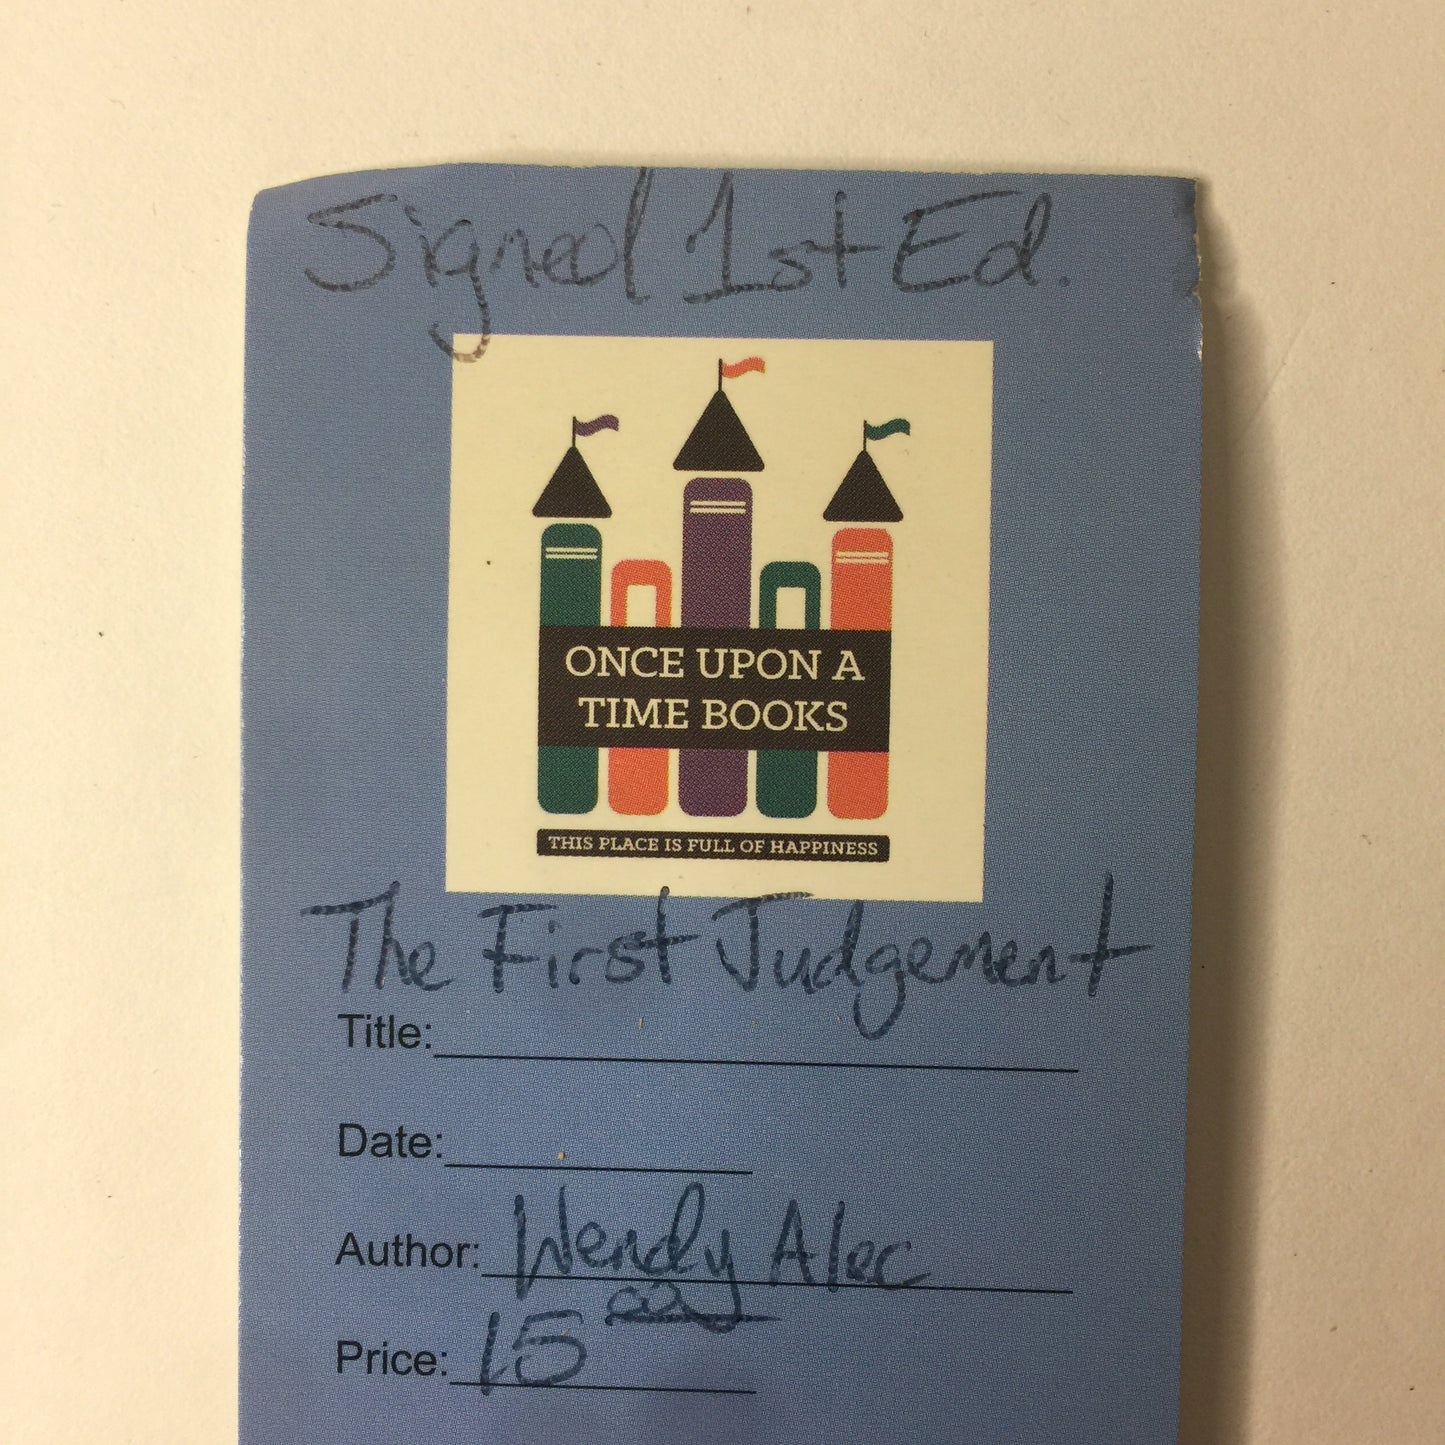 Signed 1st Ed.
ONCE UPON A
TIME BOOKS
THIS PLACE IS FULL OF HAPPINESS
The First Judgement
Title:
Date:
Author: Wendy Alec
Price: 15 00